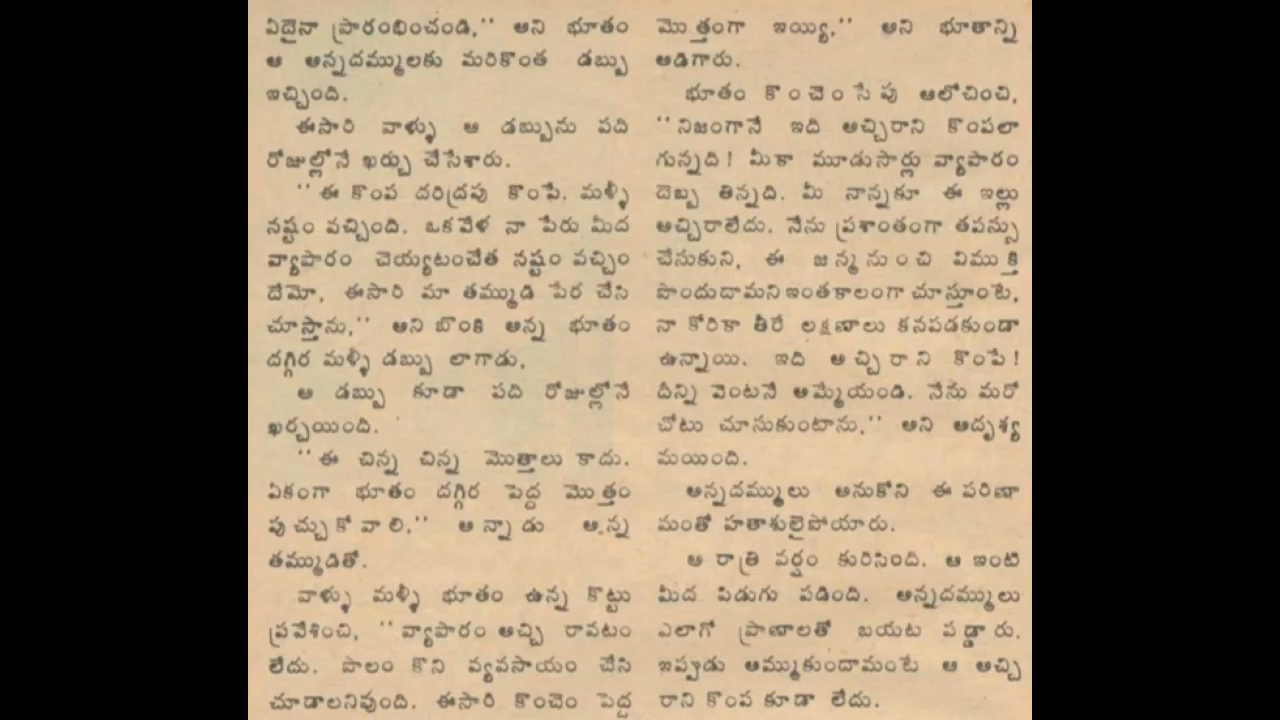 ఏదైనా ప్రారంభించండి,'' అని భూతం
ఆ అన్నదమ్ములకు మరికొంత డబ్బు
ఇచ్చింది.
ఈసారి వాళ్ళు ఆ డబ్బును పది
రోజుల్లోనే ఖర్చు చేసేశారు.
''ఈ కొంప దరిద్రపు కొంపే. మళ్ళీ
నష్టం వచ్చింది. ఒకవేళ నా పేరు మీద
వ్యాపారం చెయ్యటంచేత నష్టం వచ్చిం
దేమో, ఈసారి మా తమ్ముడి పేర చేసి
చూస్తాను,'' అని బొంకి అన్న భూతం
దగ్గిర మళ్ళీ డబ్బు లాగాడు.
ఆ డబ్బు కూడా పది రోజుల్లోనే
ఖర్చయింది.
''ఈ చిన్న చిన్న మొత్తాలు కాదు.
ఏకంగా భూతం దగ్గిర పెద్ద మొత్తం
పుచ్చుకోవాలి,'' అన్నాడు అన్న
తమ్ముడితో.
వాళ్ళు మళ్ళీ భూతం ఉన్న కొట్టు
ప్రవేశించి, ''వ్యాపారం అచ్చి రావటం
లేదు. పొలం కొని వ్యవసాయం చేసి
చూడాలనివుంది. ఈసారి కొంచెం పెద్ద
మొత్తంగా ఇయ్యి,'' అని భూతాన్ని
అడిగారు.
భూతం కొంచెంసేపు ఆలోచించి,
''నిజంగానే ఇది అచ్చిరాని కొంపలా
గున్నది! మీకా మూడుసార్లు వ్యాపారం
దెబ్బ తిన్నది. మీ నాన్నకూ ఈ ఇల్లు
అచ్చిరాలేదు. నేను ప్రశాంతంగా తపస్సు
చేసుకుని, ఈ జన్మనుంచి విముక్తి
పొందుదామని ఇంతకాలంగా చూస్తూంటే,
నా కోరికా తీరే లక్షణాలు కనపడకుండా
ఉన్నాయి. ఇది అచ్చిరాని కొంపే!
దీన్ని వెంటనే అమ్మేయండి. నేను మరో
చోటు చూసుకుంటాను,'' అని అదృశ్య
మయింది.
అన్నదమ్ములు అనుకోని ఈ పరిణా
మంతో హతాశులైపోయారు.
ఆ రాత్రి వర్షం కురిసింది. ఆ ఇంటి
మీద పిడుగు పడింది. అన్నదమ్ములు
ఎలాగో ప్రాణాలతో బయట పడ్డారు.
ఇప్పుడు అమ్ముకుందామంటే ఆ అచ్చి
రాని కొంప కూడా లేదు.